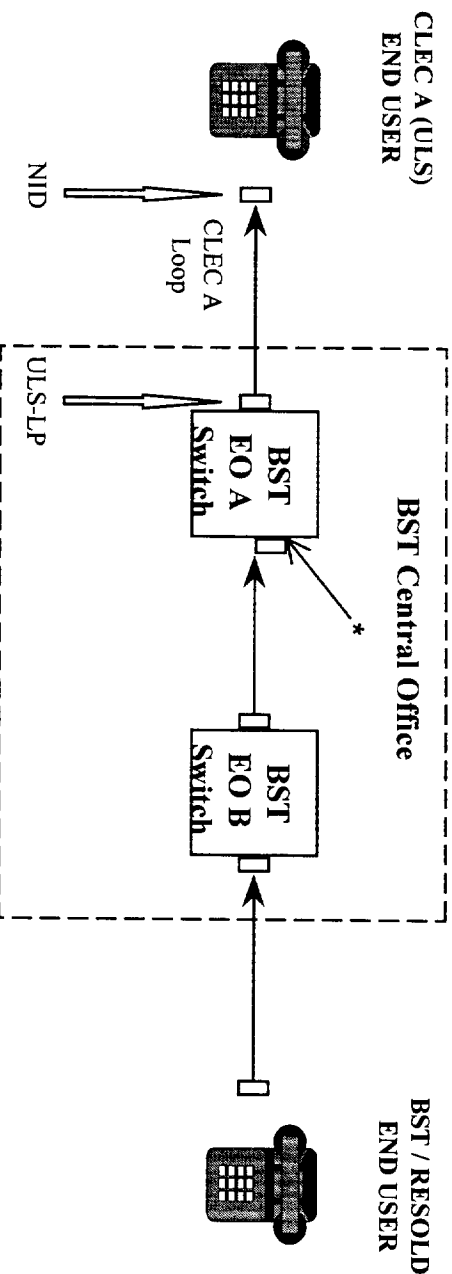 CLEC A (ULS)
END USER
NID
CLEC A
Loop
ULS-LP
BST
EO A
Switch
*
BST Central Office
BST
EO B
Switch
BST / RESOLD
END USER